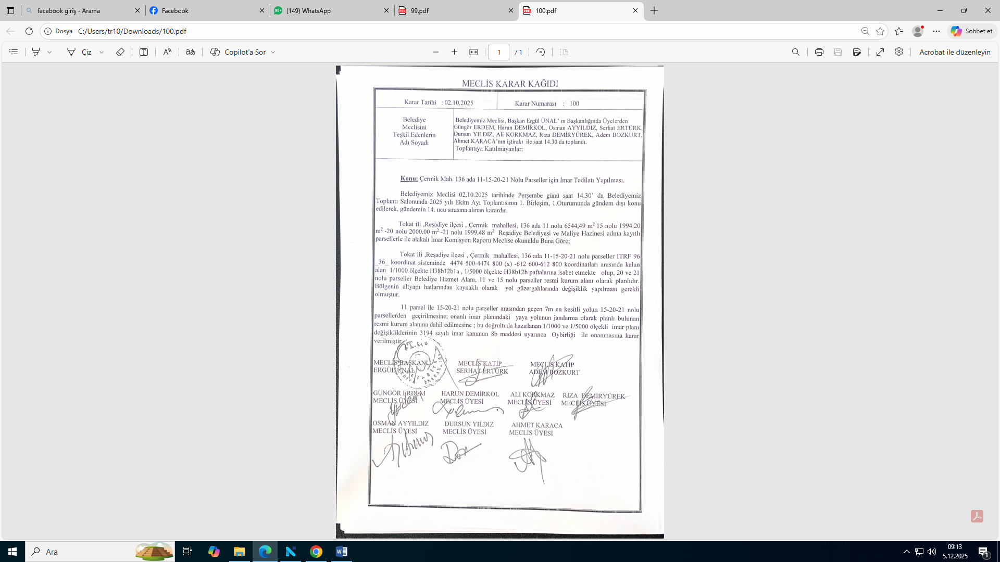 facebook giriş - Arama
Facebook
99+ (149) WhatsApp
99.pdf
100.pdf
Dosya C:/Users/tr10/Downloads/100.pdf
Sohbet et
Çiz
Copilot'a Sor
1 / 1
Acrobat ile düzenleyin
MECLİS KARAR KAĞIDI
Karar Tarihi : 02.10.2025
Karar Numarası : 100
Belediye
Meclisini
Teşkil Edenlerin
Adı Soyadı
Belediyemiz Meclisi, Başkan Ergül ÜNAL' ın Başkanlığında Üyelerden
Güngör ERDEM, Harun DEMİRKOL, Osman AYYILDIZ, Serhat ERTÜRK,
Dursun YILDIZ, Ali KORKMAZ, Rıza DEMİRYÜREK, Adem BOZKURT,
Ahmet KARACA'nın iştirakı ile saat 14.30 da toplandı.
Toplantıya Katılmayanlar:
Konu: Çermik Mah. 136 ada 11-15-20-21 Nolu Parseller için İmar Tadilatı Yapılması.
Belediyemiz Meclisi 02.10.2025 tarihinde Perşembe günü saat 14.30' da Belediyemiz
Toplantı Salonunda 2025 yılı Ekim Ayı Toplantısının 1. Birleşim, 1.Oturumunda gündem dışı konu
edilerek, gündemin 14. ncu sırasına alınan karardır.
Tokat ili ,Reşadiye ilçesi , Çermik mahallesi, 136 ada 11 nolu 6544,49 m² 15 nolu 1994.20
m² -20 nolu 2000.00 m² -21 nolu 1999.48 m² Reşadiye Belediyesi ve Maliye Hazinesi adına kayıtlı
parsellerle ile alakalı İmar Komisyon Raporu Meclise okunuldu Buna Göre;
Tokat ili ,Reşadiye ilçesi , Çermik mahallesi, 136 ada 11-15-20-21 nolu parseller ITRF 96
_36_ koordinat sisteminde 4474 500-4474 800 (x) -612 600-612 800 koordinatları arasında kalan
alan 1/1000 ölçekte H38b12b1a , 1/5000 ölçekte H38b12b paftalarına isabet etmekte olup, 20 ve 21
nolu parseller Belediye Hizmet Alanı, 11 ve 15 nolu parseller resmi kurum alanı olarak planlıdır.
Bölgenin altyapı hatlarından kaynaklı olarak yol güzergahlarında değişiklik yapılması gerekli
olmuştur.
11 parsel ile 15-20-21 nolu parseller arasından geçen 7m en kesitli yolun 15-20-21 nolu
parsellerden geçirilmesine; onanlı imar planındaki yaya yolunun jandarma olarak planlı bulunan
resmi kurum alanına dahil edilmesine ; bu doğrultuda hazırlanan 1/1000 ve 1/5000 ölçekli imar planı
değişikliklerinin 3194 sayılı imar kanunun 8b maddesi uyarınca Oybirliği ile onanmasına karar
verilmiştir.
MECLİS BAŞKANI MECLİS KATİP MECLİS KATİP
ERGÜL ÜNAL SERHAT ERTÜRK ADEM BOZKURT
GÜNGÖR ERDEM HARUN DEMİRKOL ALİ KORKMAZ RIZA DEMİRYÜREK
MECLİS ÜYESİ MECLİS ÜYESİ MECLİS ÜYESİ MECLİS ÜYESİ
OSMAN AYYILDIZ DURSUN YILDIZ AHMET KARACA
MECLİS ÜYESİ MECLİS ÜYESİ MECLİS ÜYESİ
Ara
09:13
5.12.2025
1